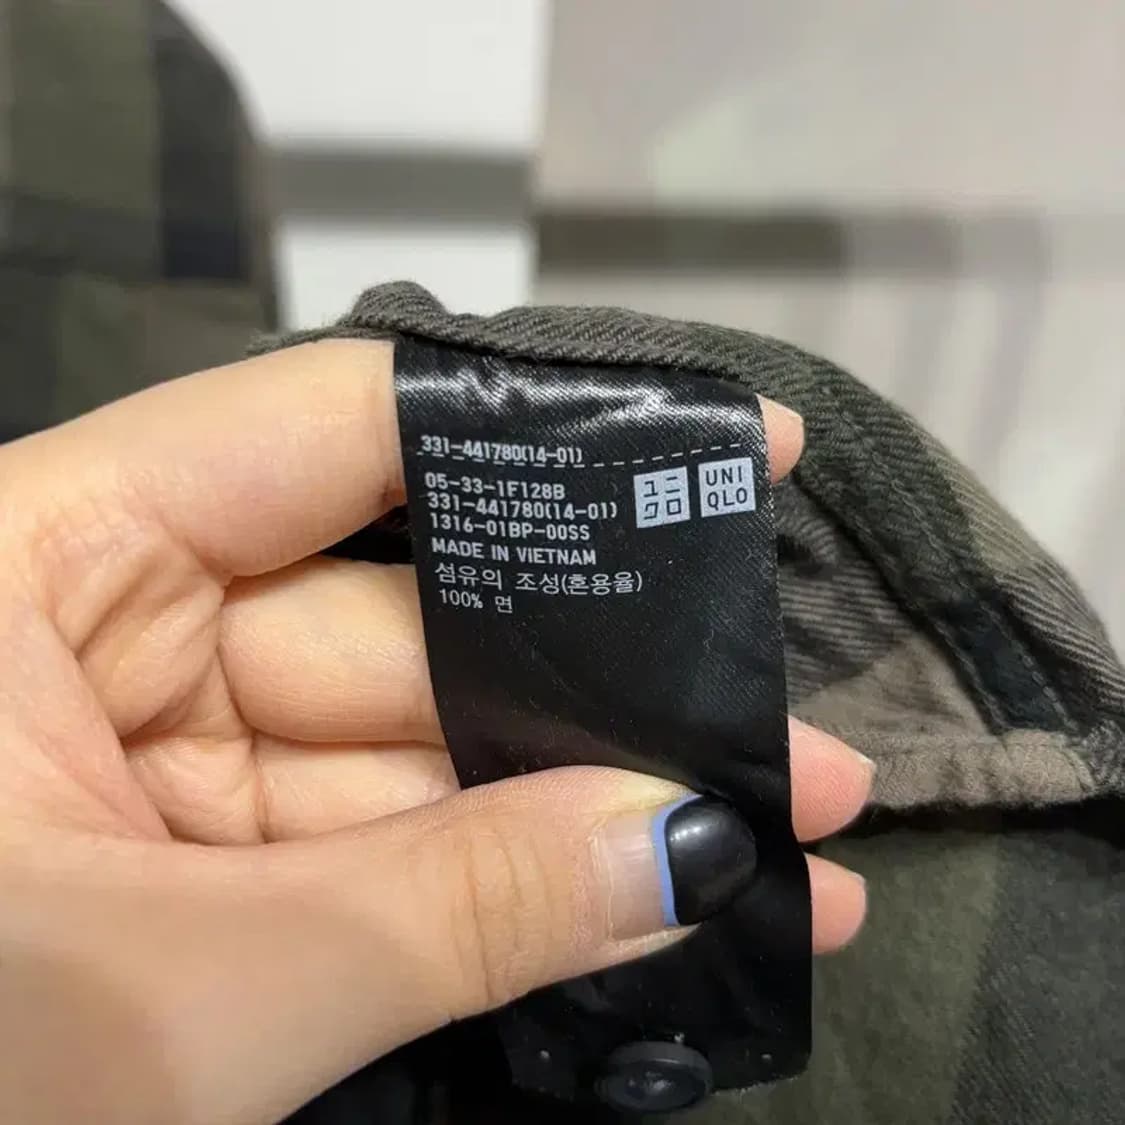 331-441780(14-01)
05-33-1F128B
331-441780(14-01)
1316-01BP-00SS
MADE IN VIETNAM
섬유의 조성(혼용율)
100% 면
ユニ
クロ
UNI
QLO